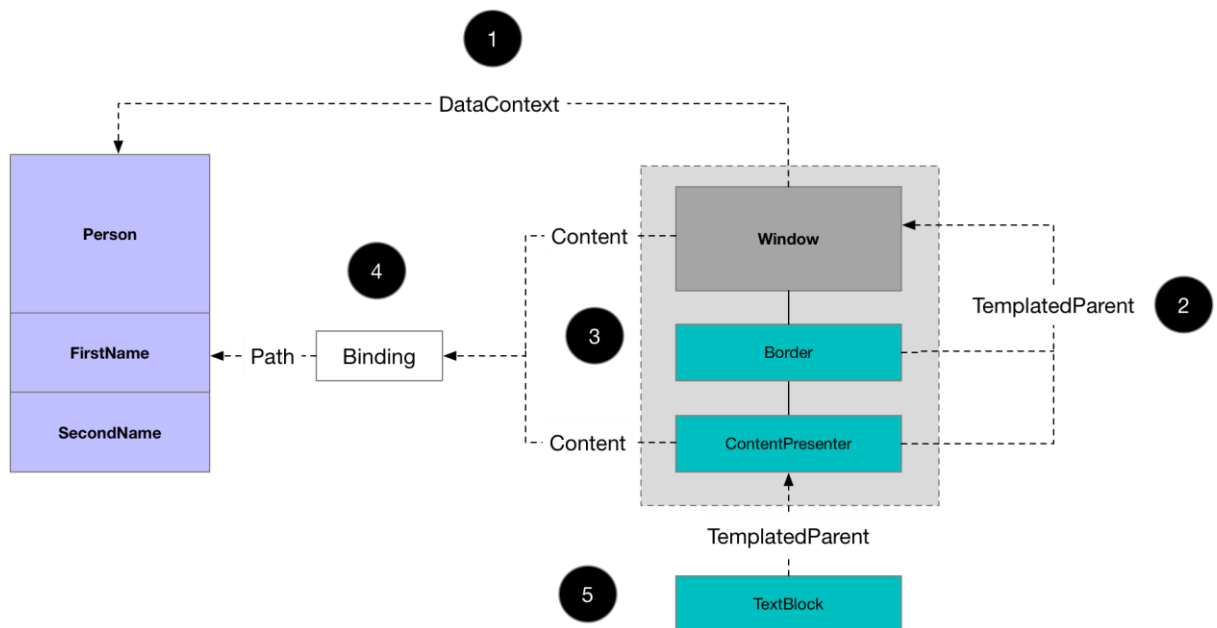 1
DataContext
Person
Content
Window
4
TemplatedParent
2
3
FirstName
Path
Binding
Border
SecondName
Content
ContentPresenter
TemplatedParent
5
TextBlock